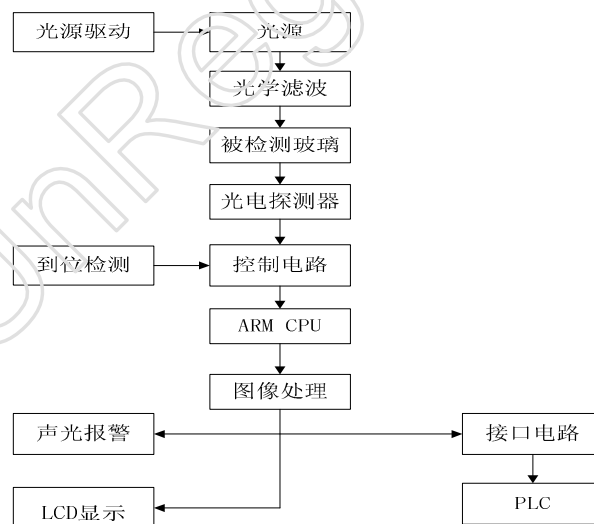 光源驱动
光源
光学滤波
被检测玻璃
光电探测器
到位检测
控制电路
ARM CPU
图像处理
声光报警
接口电路
LCD显示
PLC